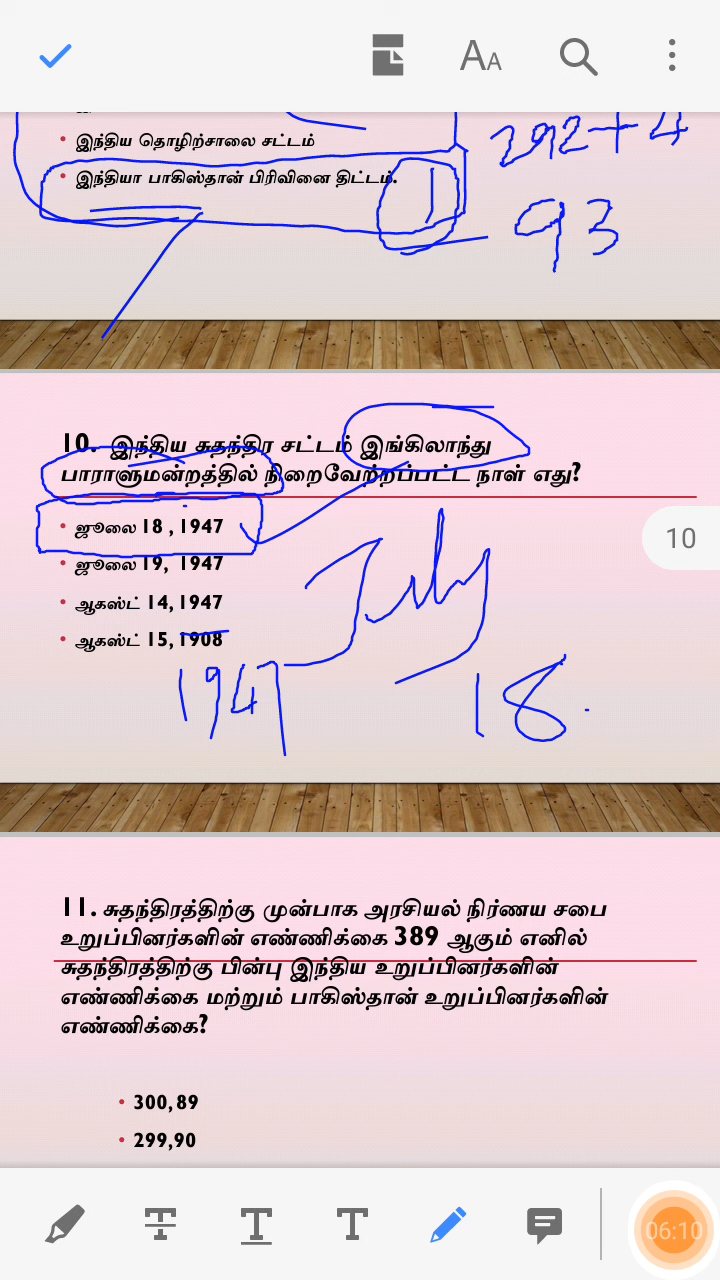 AA
292+4
• இந்திய தொழிற்சாலை சட்டம்
• இந்தியா பாகிஸ்தான் பிரிவினை திட்டம்.
1
93
10. இந்திய சுதந்திர சட்டம் இங்கிலாந்து
பாராளுமன்றத்தில் நிறைவேற்றப்பட்ட நாள் எது?
• ஜூலை 18 , 1947
10
• ஜூலை 19, 1947
• ஆகஸ்ட் 14, 1947
• ஆகஸ்ட் 15, 1908
July
1947
18.
11. சுதந்திரத்திற்கு முன்பாக அரசியல் நிர்ணய சபை
உறுப்பினர்களின் எண்ணிக்கை 389 ஆகும் எனில்
சுதந்திரத்திற்கு பின்பு இந்திய உறுப்பினர்களின்
எண்ணிக்கை மற்றும் பாகிஸ்தான் உறுப்பினர்களின்
எண்ணிக்கை?
• 300, 89
• 299,90
T T T
06:10